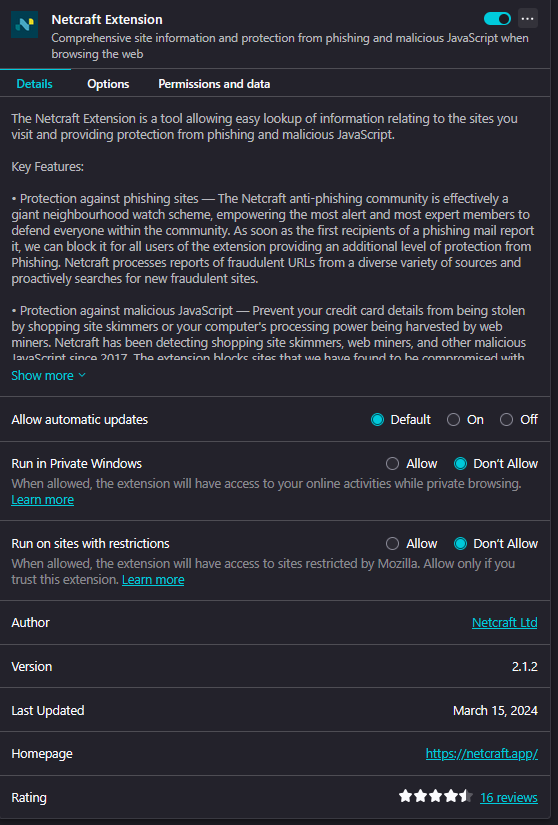 Netcraft Extension
Comprehensive site information and protection from phishing and malicious JavaScript when
browsing the web
Details Options Permissions and data
The Netcraft Extension is a tool allowing easy lookup of information relating to the sites you
visit and providing protection from phishing and malicious JavaScript.
Key Features:
• Protection against phishing sites — The Netcraft anti-phishing community is effectively a
giant neighbourhood watch scheme, empowering the most alert and most expert members to
defend everyone within the community. As soon as the first recipients of a phishing mail report
it, we can block it for all users of the extension providing an additional level of protection from
Phishing. Netcraft processes reports of fraudulent URLs from a diverse variety of sources and
proactively searches for new fraudulent sites.
• Protection against malicious JavaScript — Prevent your credit card details from being stolen
by shopping site skimmers or your computer's processing power being harvested by web
miners. Netcraft has been detecting shopping site skimmers, web miners, and other malicious
JavaScript since 2017. The extension blocks sites that we have found to be compromised with
Show more
Allow automatic updates Default On Off
Run in Private Windows Allow Don’t Allow
When allowed, the extension will have access to your online activities while private browsing.
Learn more
Run on sites with restrictions Allow Don’t Allow
When allowed, the extension will have access to sites restricted by Mozilla. Allow only if you
trust this extension. Learn more
Author Netcraft Ltd
Version 2.1.2
Last Updated March 15, 2024
Homepage https://netcraft.app/
Rating 16 reviews